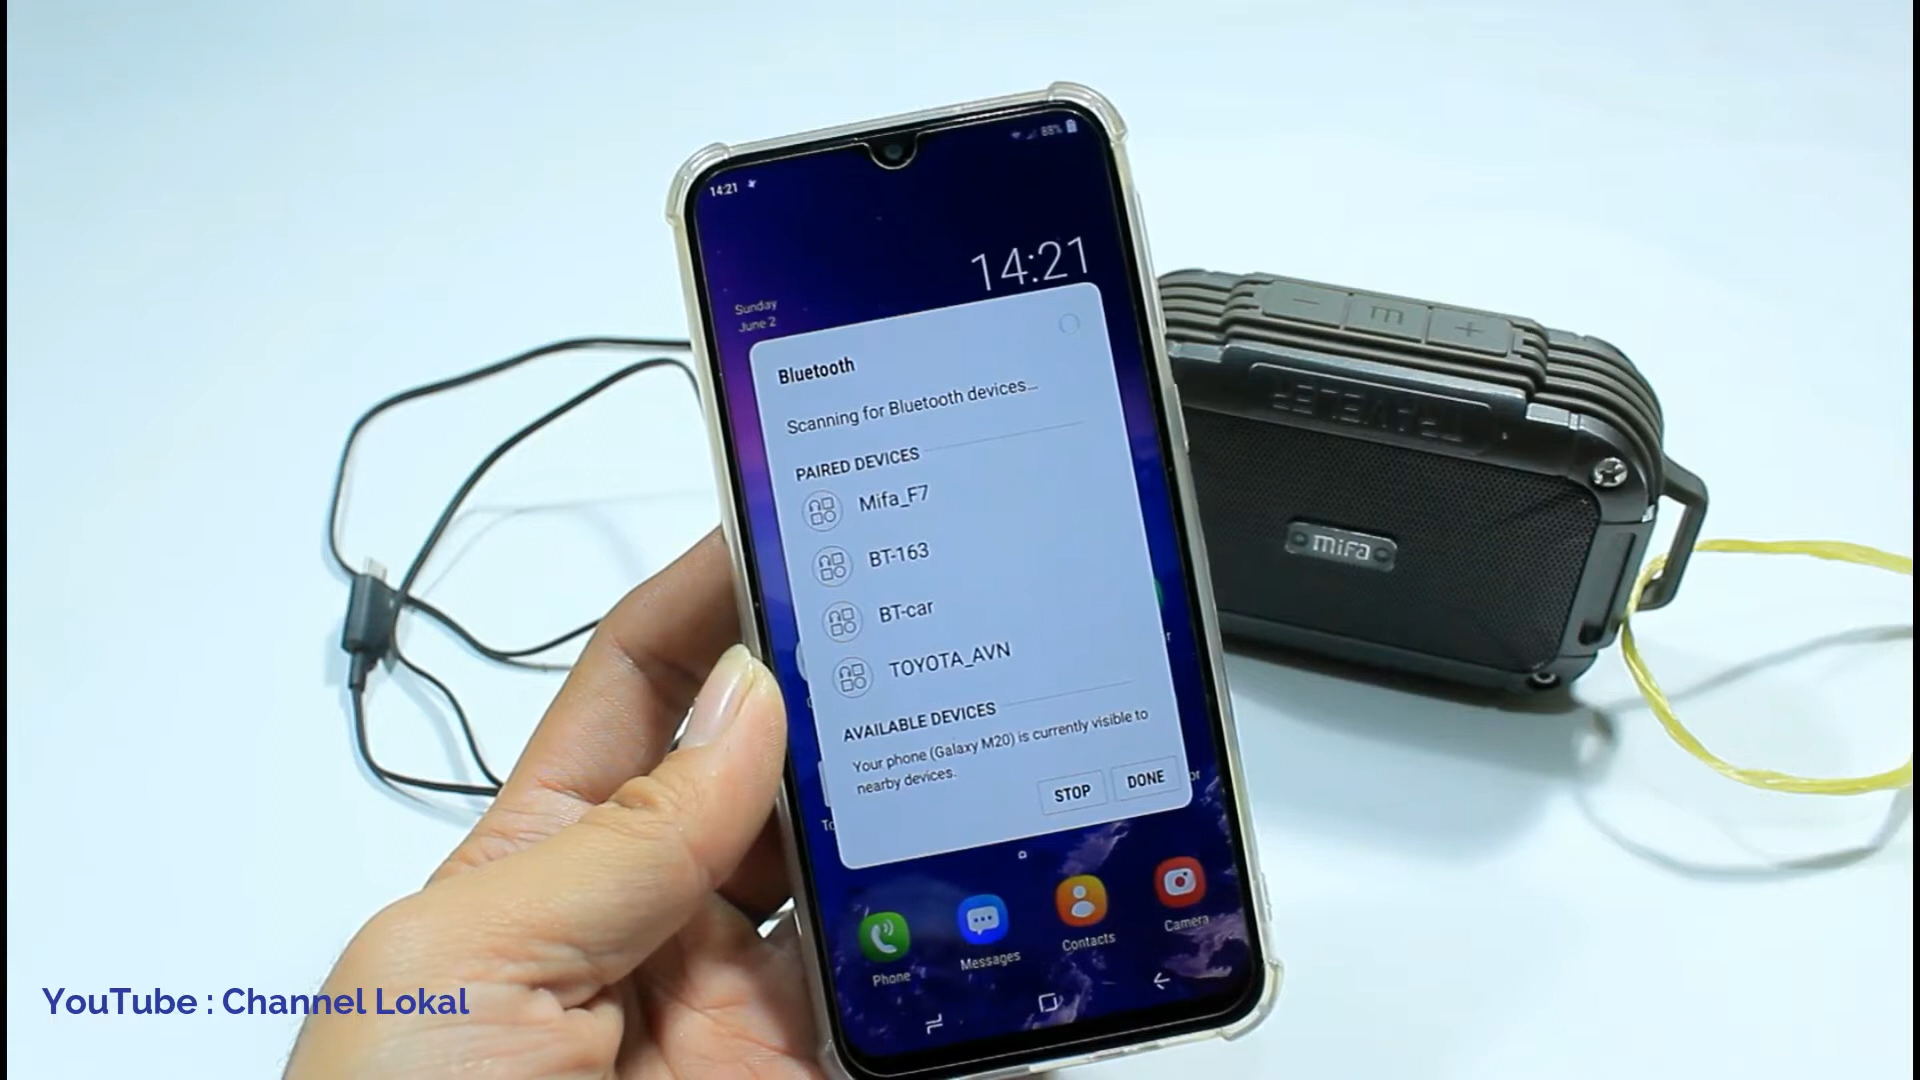 14:21
88%
14:21
Sunday
June 2
Bluetooth
Scanning for Bluetooth devices...
PAIRED DEVICES
Mifa_F7
BT-163
BT-car
TOYOTA_AVN
AVAILABLE DEVICES
Your phone (Galaxy M20) is currently visible to
nearby devices.
STOP
DONE
Phone
Messages
Contacts
Camera
- m +
TRAVELER
mifa
YouTube : Channel Lokal